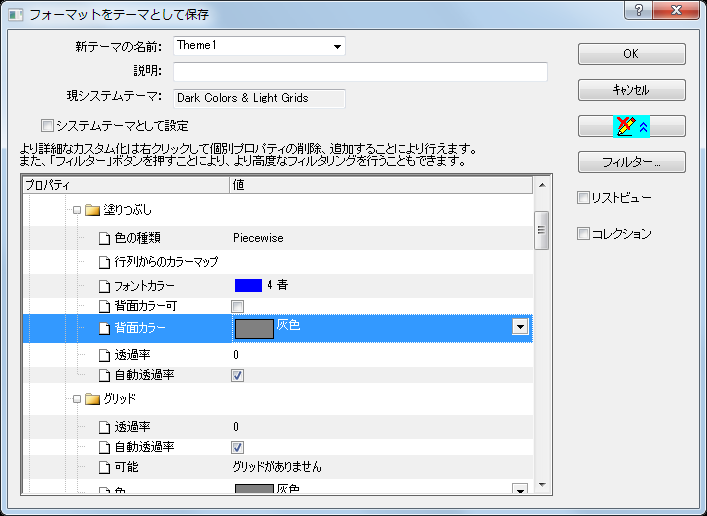 フォーマットをテーマとして保存
新テーマの名前: Theme1
説明:
現システムテーマ: Dark Colors & Light Grids
システムテーマとして設定
より詳細なカスタム化は右クリックして個別プロパティの削除、追加することにより行えます。
また、「フィルター」ボタンを押すことにより、より高度なフィルタリングを行うこともできます。
OK
キャンセル
フィルター...
リストビュー
コレクション
プロパティ 値
塗りつぶし
色の種類 Piecewise
行列からのカラーマップ
フォントカラー 4 青
背面カラー可
背面カラー 灰色
透過率 0
自動透過率
グリッド
透過率 0
自動透過率
可能 グリッドがありません
色 灰色